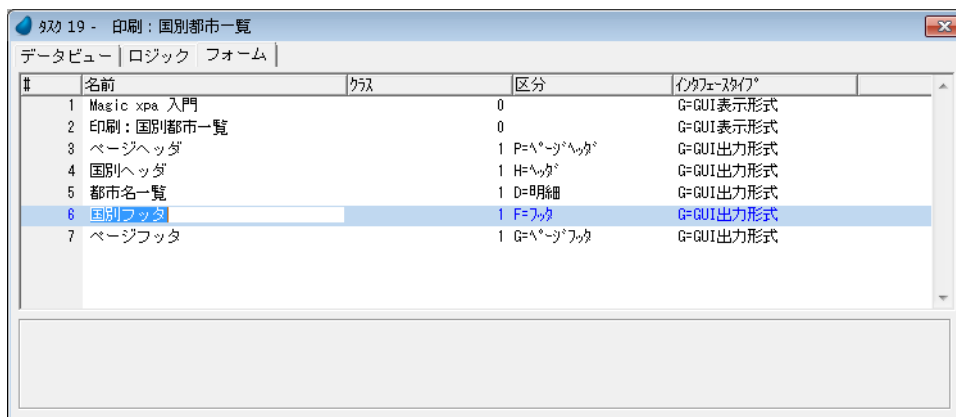 ﾀｽｸ 19 - 印刷：国別都市一覧
データビュー ロジック フォーム
# 名前 ｸﾗｽ 区分 ｲﾝﾀﾌｪｰｽﾀｲﾌﾟ
1 Magic xpa 入門 0 G=GUI表示形式
2 印刷：国別都市一覧 0 G=GUI表示形式
3 ページヘッダ 1 P=ﾍﾟｰｼﾞﾍｯﾀﾞ G=GUI出力形式
4 国別ヘッダ 1 H=ﾍｯﾀﾞ G=GUI出力形式
5 都市名一覧 1 D=明細 G=GUI出力形式
6 国別フッタ 1 F=ﾌｯﾀ G=GUI出力形式
7 ページフッタ 1 G=ﾍﾟｰｼﾞﾌｯﾀ G=GUI出力形式